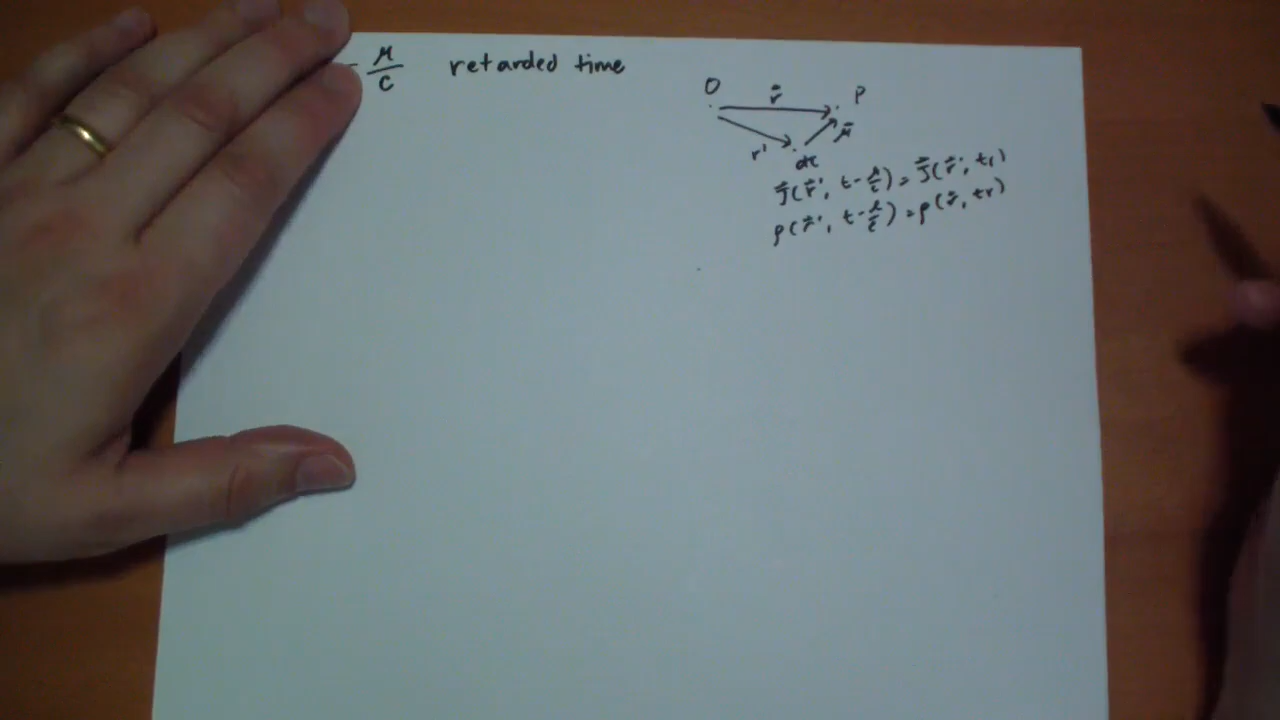 - 𝓇/c retarded time
O r⃗ P
r' dτ 𝓇⃗
J⃗(r⃗', t-𝓇/c) = J⃗(r⃗', tr)
ρ(r⃗', t-𝓇/c) = ρ(r⃗', tr)